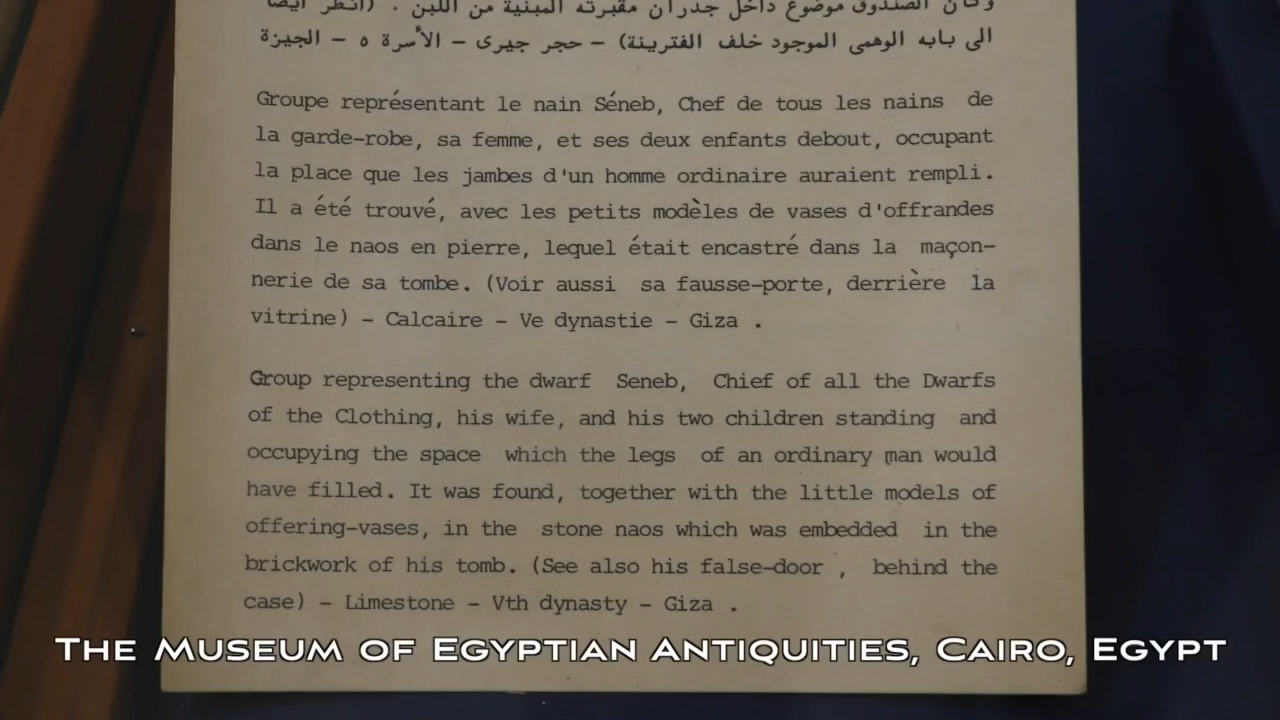 وكان الصندوق موضوع داخل جدران مقبرته المبنية من اللبن . (انظر ايضا
الى بابه الوهمى الموجود خلف الفترينة) – حجر جيرى – الأسرة ٥ – الجيزة
Groupe représentant le nain Séneb, Chef de tous les nains de
la garde-robe, sa femme, et ses deux enfants debout, occupant
la place que les jambes d'un homme ordinaire auraient rempli.
Il a été trouvé, avec les petits modèles de vases d'offrandes
dans le naos en pierre, lequel était encastré dans la maçon-
nerie de sa tombe. (Voir aussi sa fausse-porte, derrière la
vitrine) – Calcaire – Ve dynastie – Giza .
Group representing the dwarf Seneb, Chief of all the Dwarfs
of the Clothing, his wife, and his two children standing and
occupying the space which the legs of an ordinary man would
have filled. It was found, together with the little models of
offering-vases, in the stone naos which was embedded in the
brickwork of his tomb. (See also his false-door , behind the
case) – Limestone – Vth dynasty – Giza .
The Museum of Egyptian Antiquities, Cairo, Egypt